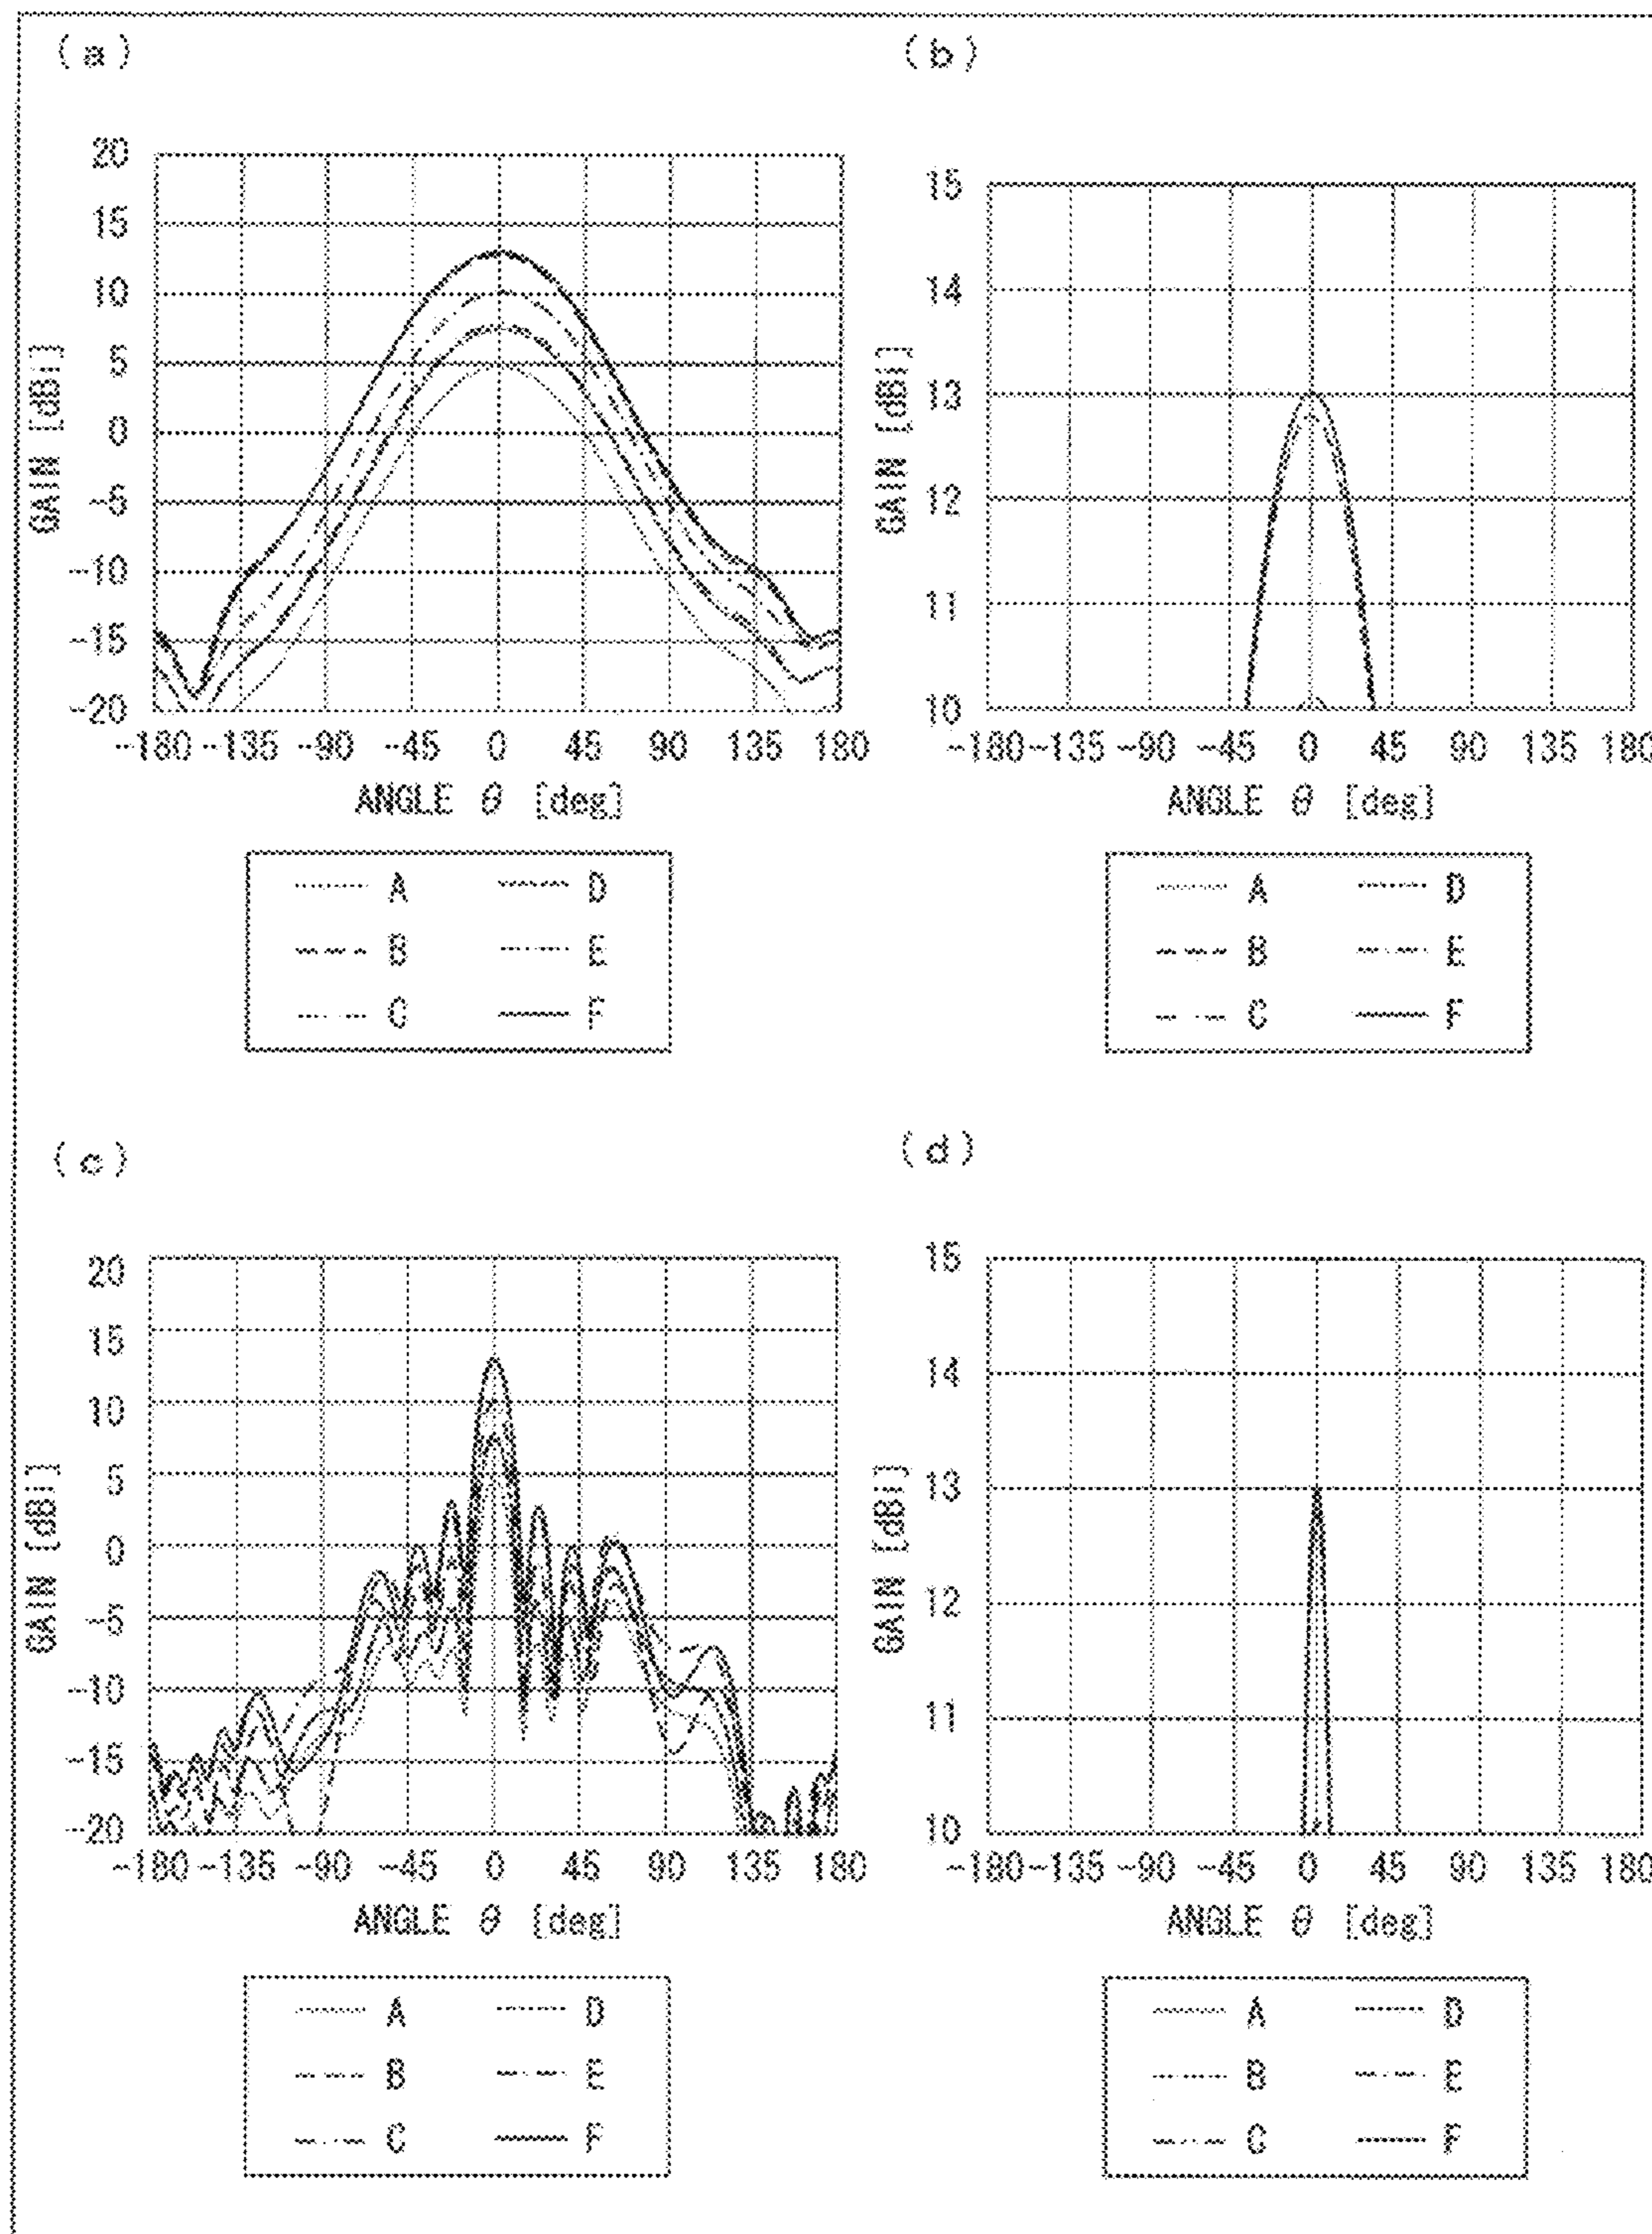 (a)
20
15
10
5
0
-5
-10
-15
-20
GAIN [dBi]
-180 -135 -90 -45 0 45 90 135 180
ANGLE θ [deg]
A D
B E
C F
(b)
15
14
13
12
11
10
GAIN [dBi]
-180 -135 -90 -45 0 45 90 135 180
ANGLE θ [deg]
A D
B E
C F
(c)
20
15
10
5
0
-5
-10
-15
-20
GAIN [dBi]
-180 -135 -90 -45 0 45 90 135 180
ANGLE θ [deg]
A D
B E
C F
(d)
15
14
13
12
11
10
GAIN [dBi]
-180 -135 -90 -45 0 45 90 135 180
ANGLE θ [deg]
A D
B E
C F